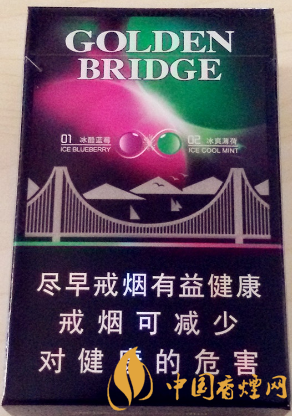 GOLDEN
BRIDGE
01 冰酷蓝莓
ICE BLUEBERRY
02 冰爽薄荷
ICE COOL MINT
尽早戒烟有益健康
戒烟可减少
对健康的危害
中国香烟网